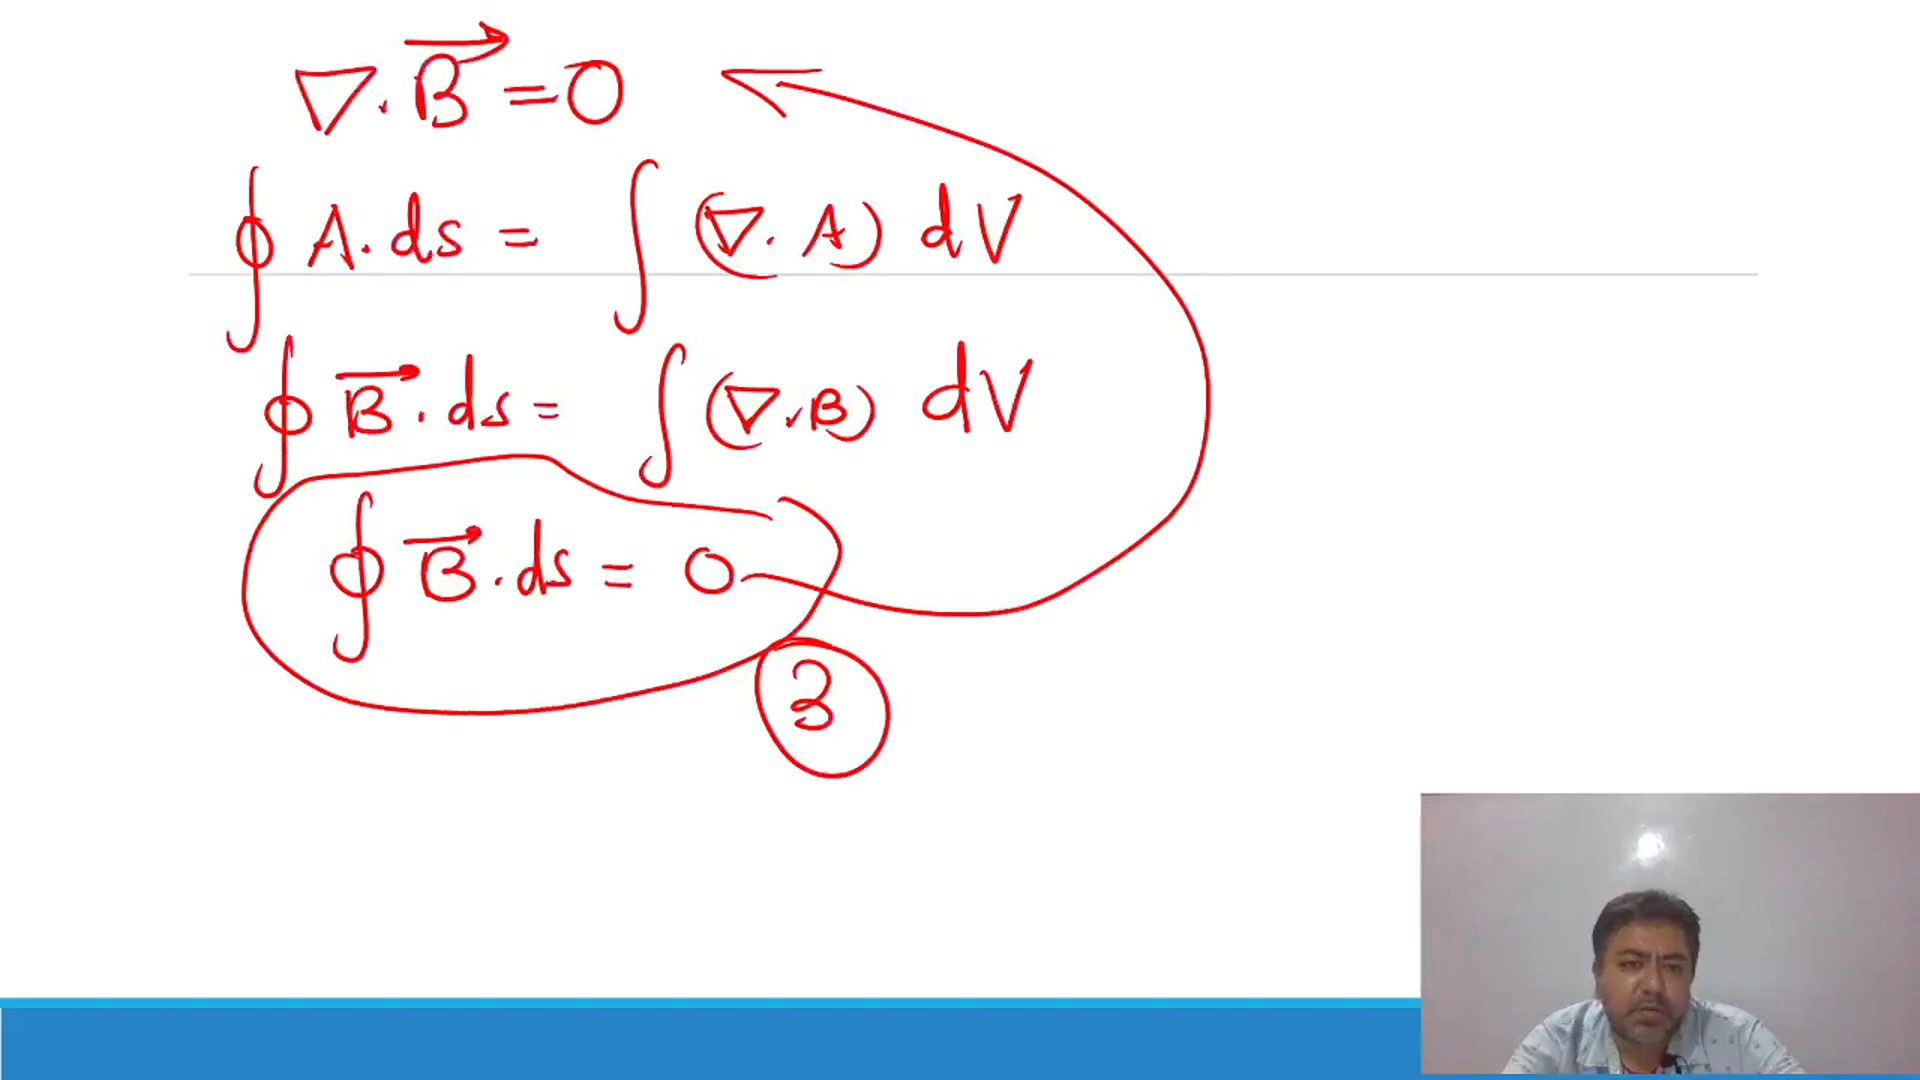 ∇. B⃗ = 0
∮ A. ds = ∫ (∇. A) dV
∮ B⃗ . ds = ∫ (∇. B) dV
∮ B⃗ . ds = 0
3